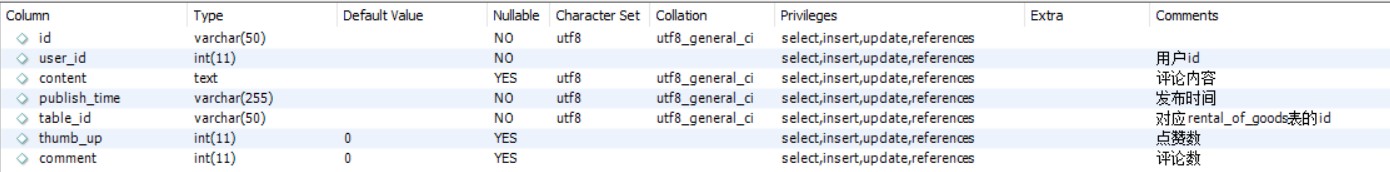 Column Type Default Value Nullable Character Set Collation Privileges Extra Comments
id varchar(50) NO utf8 utf8_general_ci select,insert,update,references
user_id int(11) NO select,insert,update,references 用户id
content text YES utf8 utf8_general_ci select,insert,update,references 评论内容
publish_time varchar(255) NO utf8 utf8_general_ci select,insert,update,references 发布时间
table_id varchar(50) NO utf8 utf8_general_ci select,insert,update,references 对应rental_of_goods表的id
thumb_up int(11) 0 YES select,insert,update,references 点赞数
comment int(11) 0 YES select,insert,update,references 评论数